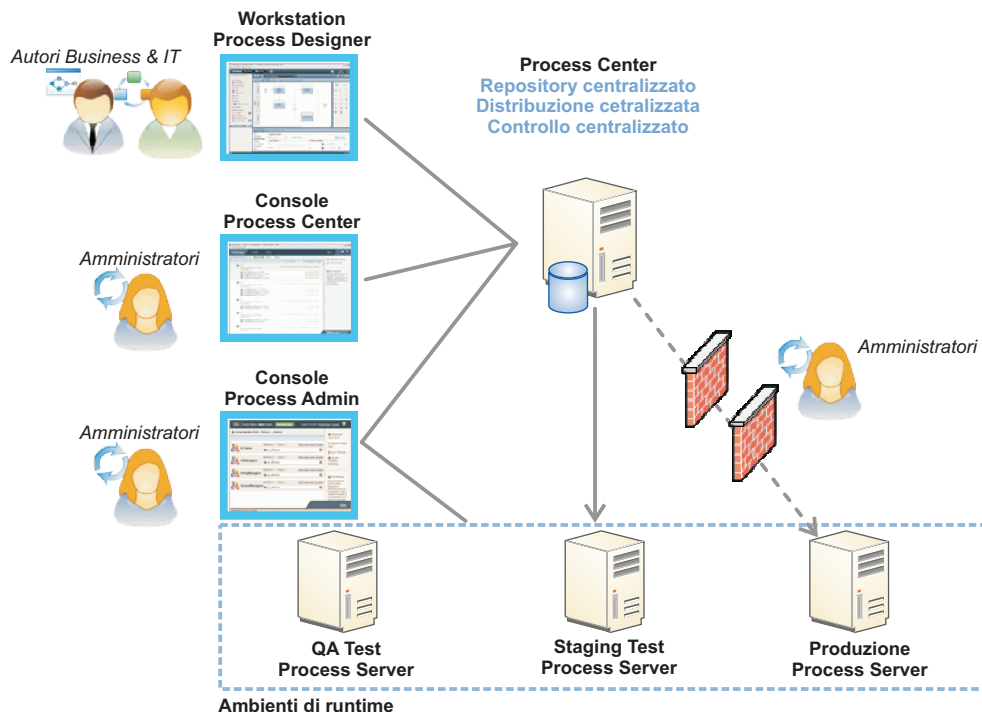 Workstation
Process Designer
Autori Business & IT
Process Center
Repository centralizzato
Distribuzione cetralizzata
Controllo centralizzato
Console
Process Center
Amministratori
Amministratori
Console
Process Admin
Amministratori
QA Test
Process Server
Staging Test
Process Server
Produzione
Process Server
Ambienti di runtime